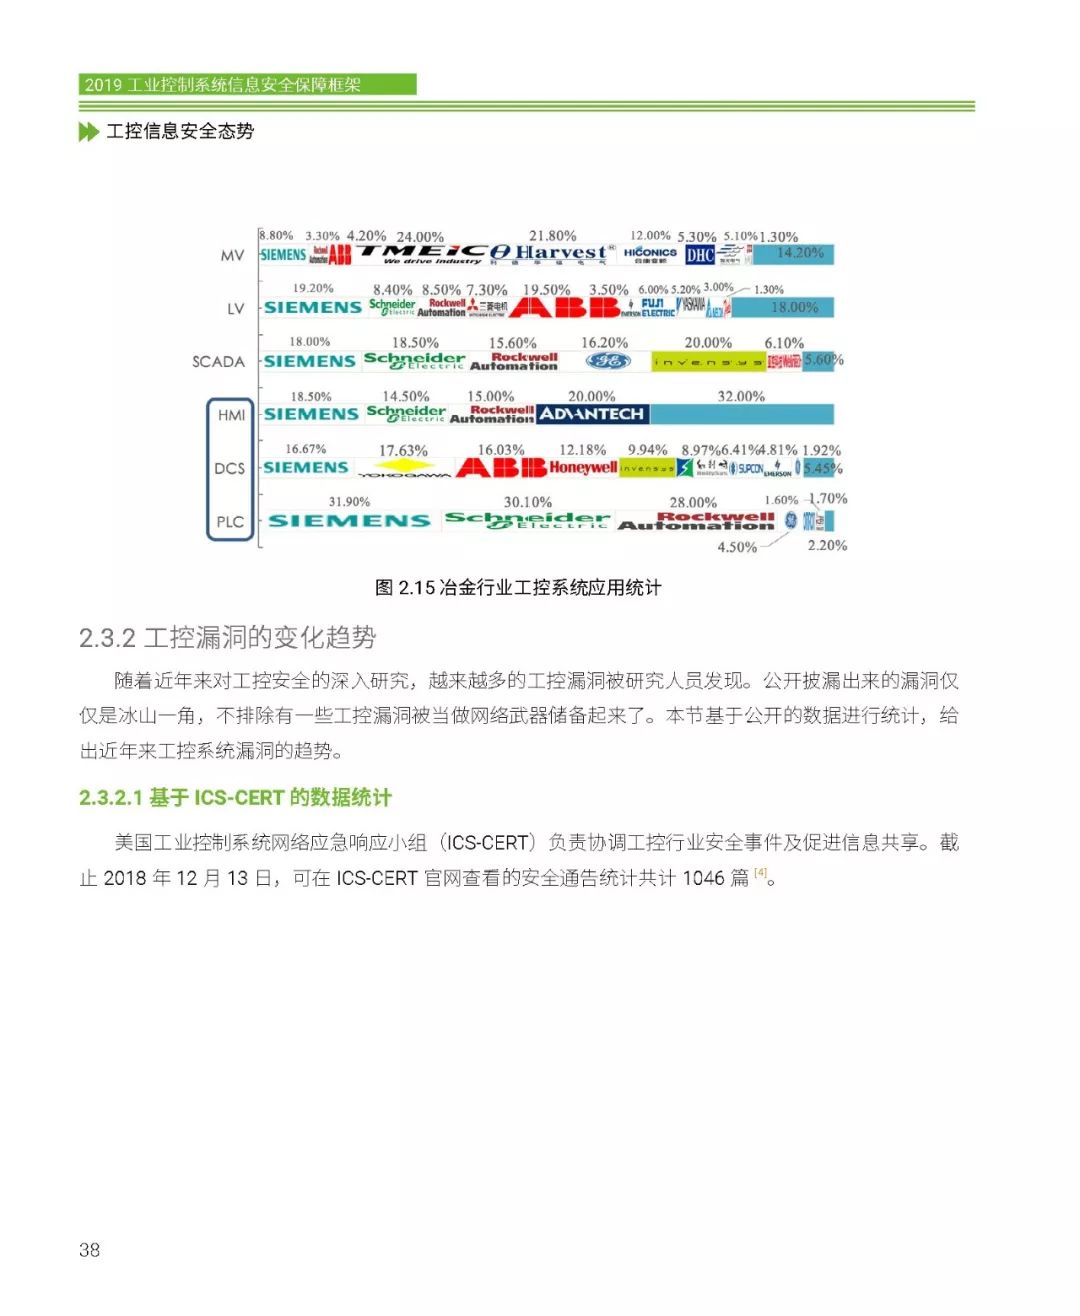 2019 工业控制系统信息安全保障框架
工控信息安全态势
8.80% 3.30% 4.20% 24.00% 21.80% 12.00% 5.30% 5.10% 1.30%
MV SIEMENS Rockwell Automation ABB TMEIC We drive industry Harvest® HICONICS DHC 14.20%
19.20% 8.40% 8.50% 7.30% 19.50% 3.50% 6.00% 5.20% 3.00% 1.30%
LV SIEMENS Schneider Electric Rockwell Automation 三菱电机 ABB EMERSON FUJI ELECTRIC YASKAWA 18.00%
18.00% 18.50% 15.60% 16.20% 20.00% 6.10%
SCADA SIEMENS Schneider Electric Rockwell Automation GE invensys 5.60%
18.50% 14.50% 15.00% 20.00% 32.00%
HMI SIEMENS Schneider Electric Rockwell Automation ADVANTECH
16.67% 17.63% 16.03% 12.18% 9.94% 8.97% 6.41% 4.81% 1.92%
DCS SIEMENS YOKOGAWA ABB Honeywell invensys SUPCON EMERSON 5.45%
31.90% 30.10% 28.00% 1.60% 1.70%
PLC SIEMENS Schneider Electric Rockwell Automation GE
4.50% 2.20%
图 2.15 冶金行业工控系统应用统计
2.3.2 工控漏洞的变化趋势
随着近年来对工控安全的深入研究，越来越多的工控漏洞被研究人员发现。公开披漏出来的漏洞仅
仅是冰山一角，不排除有一些工控漏洞被当做网络武器储备起来了。本节基于公开的数据进行统计，给
出近年来工控系统漏洞的趋势。
2.3.2.1 基于 ICS-CERT 的数据统计
美国工业控制系统网络应急响应小组（ICS-CERT）负责协调工控行业安全事件及促进信息共享。截
止 2018 年 12 月 13 日，可在 ICS-CERT 官网查看的安全通告统计共计 1046 篇 [4]。
38